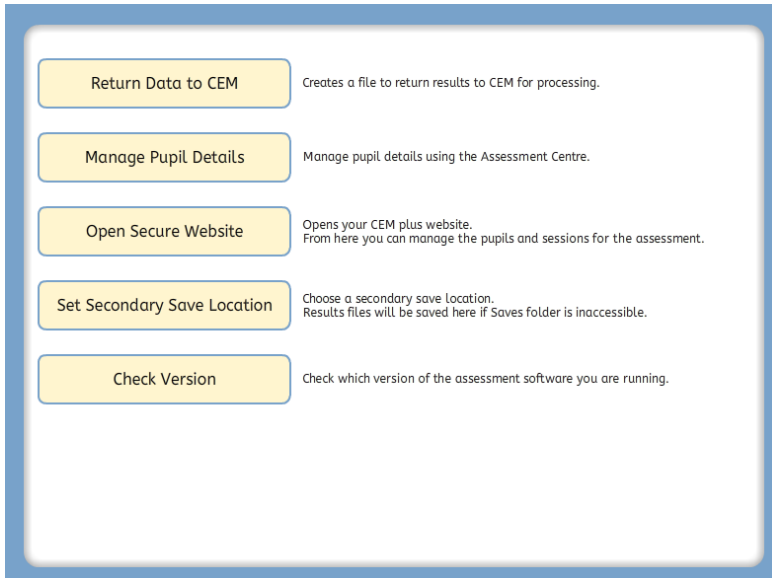 Return Data to CEM
Creates a file to return results to CEM for processing.
Manage Pupil Details
Manage pupil details using the Assessment Centre.
Open Secure Website
Opens your CEM plus website.
From here you can manage the pupils and sessions for the assessment.
Set Secondary Save Location
Choose a secondary save location.
Results files will be saved here if Saves folder is inaccessible.
Check Version
Check which version of the assessment software you are running.